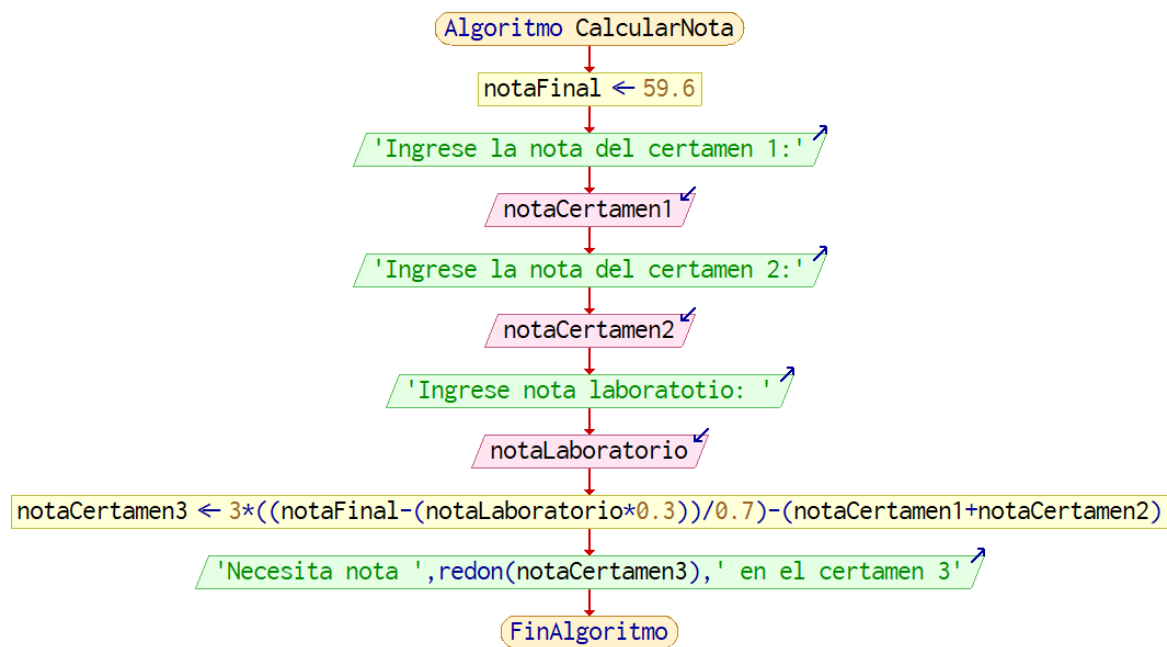 Algoritmo CalcularNota
notaFinal ← 59.6
'Ingrese la nota del certamen 1:'
notaCertamen1
'Ingrese la nota del certamen 2:'
notaCertamen2
'Ingrese nota laboratotio: '
notaLaboratorio
notaCertamen3 ← 3*((notaFinal-(notaLaboratorio*0.3))/0.7)-(notaCertamen1+notaCertamen2)
'Necesita nota ',redon(notaCertamen3),' en el certamen 3'
FinAlgoritmo